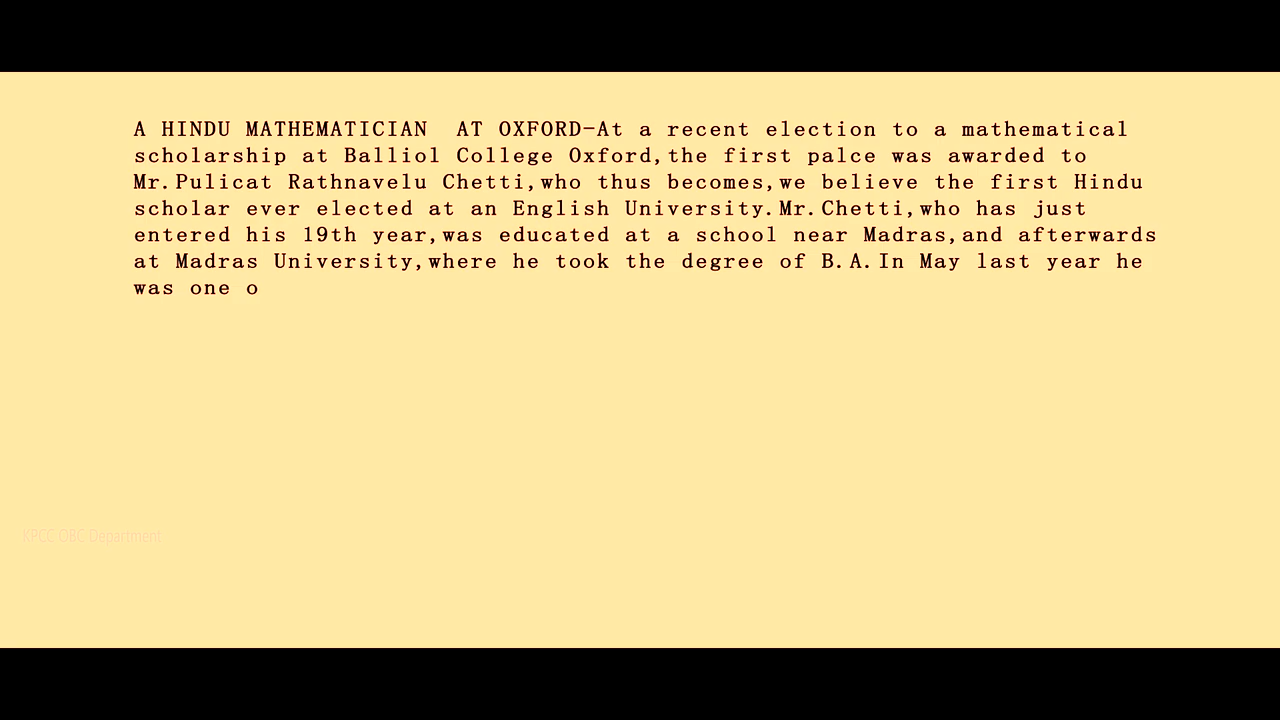 A HINDU MATHEMATICIAN  AT OXFORD-At a recent election to a mathematical
scholarship at Balliol College Oxford,the first palce was awarded to
Mr.Pulicat Rathnavelu Chetti,who thus becomes,we believe the first Hindu
scholar ever elected at an English University.Mr.Chetti,who has just
entered his 19th year,was educated at a school near Madras,and afterwards
at Madras University,where he took the degree of B.A.In May last year he
was one o
KPCC OBC Department